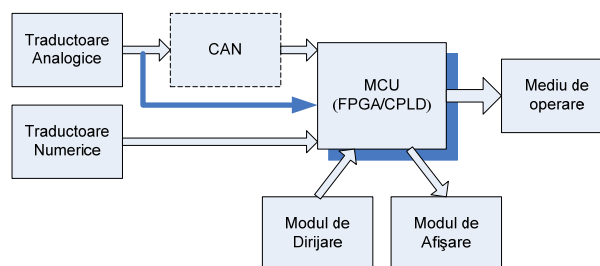 Traductoare
Analogice
CAN
MCU
(FPGA/CPLD)
Mediu de
operare
Traductoare
Numerice
Modul de
Dirijare
Modul de
Afişare